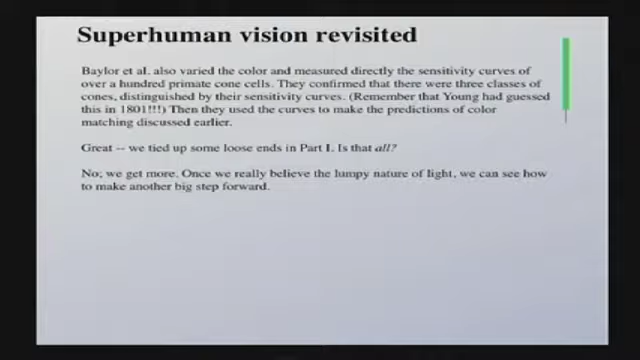 Superhuman vision revisited
Baylor et al. also varied the color and measured directly the sensitivity curves of
over a hundred primate cone cells. They confirmed that there were three classes of
cones, distinguished by their sensitivity curves. (Remember that Young had guessed
this in 1801!!!) Then they used the curves to make the predictions of color
matching discussed earlier.
Great -- we tied up some loose ends in Part I. Is that all?
No; we get more. Once we really believe the lumpy nature of light, we can see how
to make another big step forward.